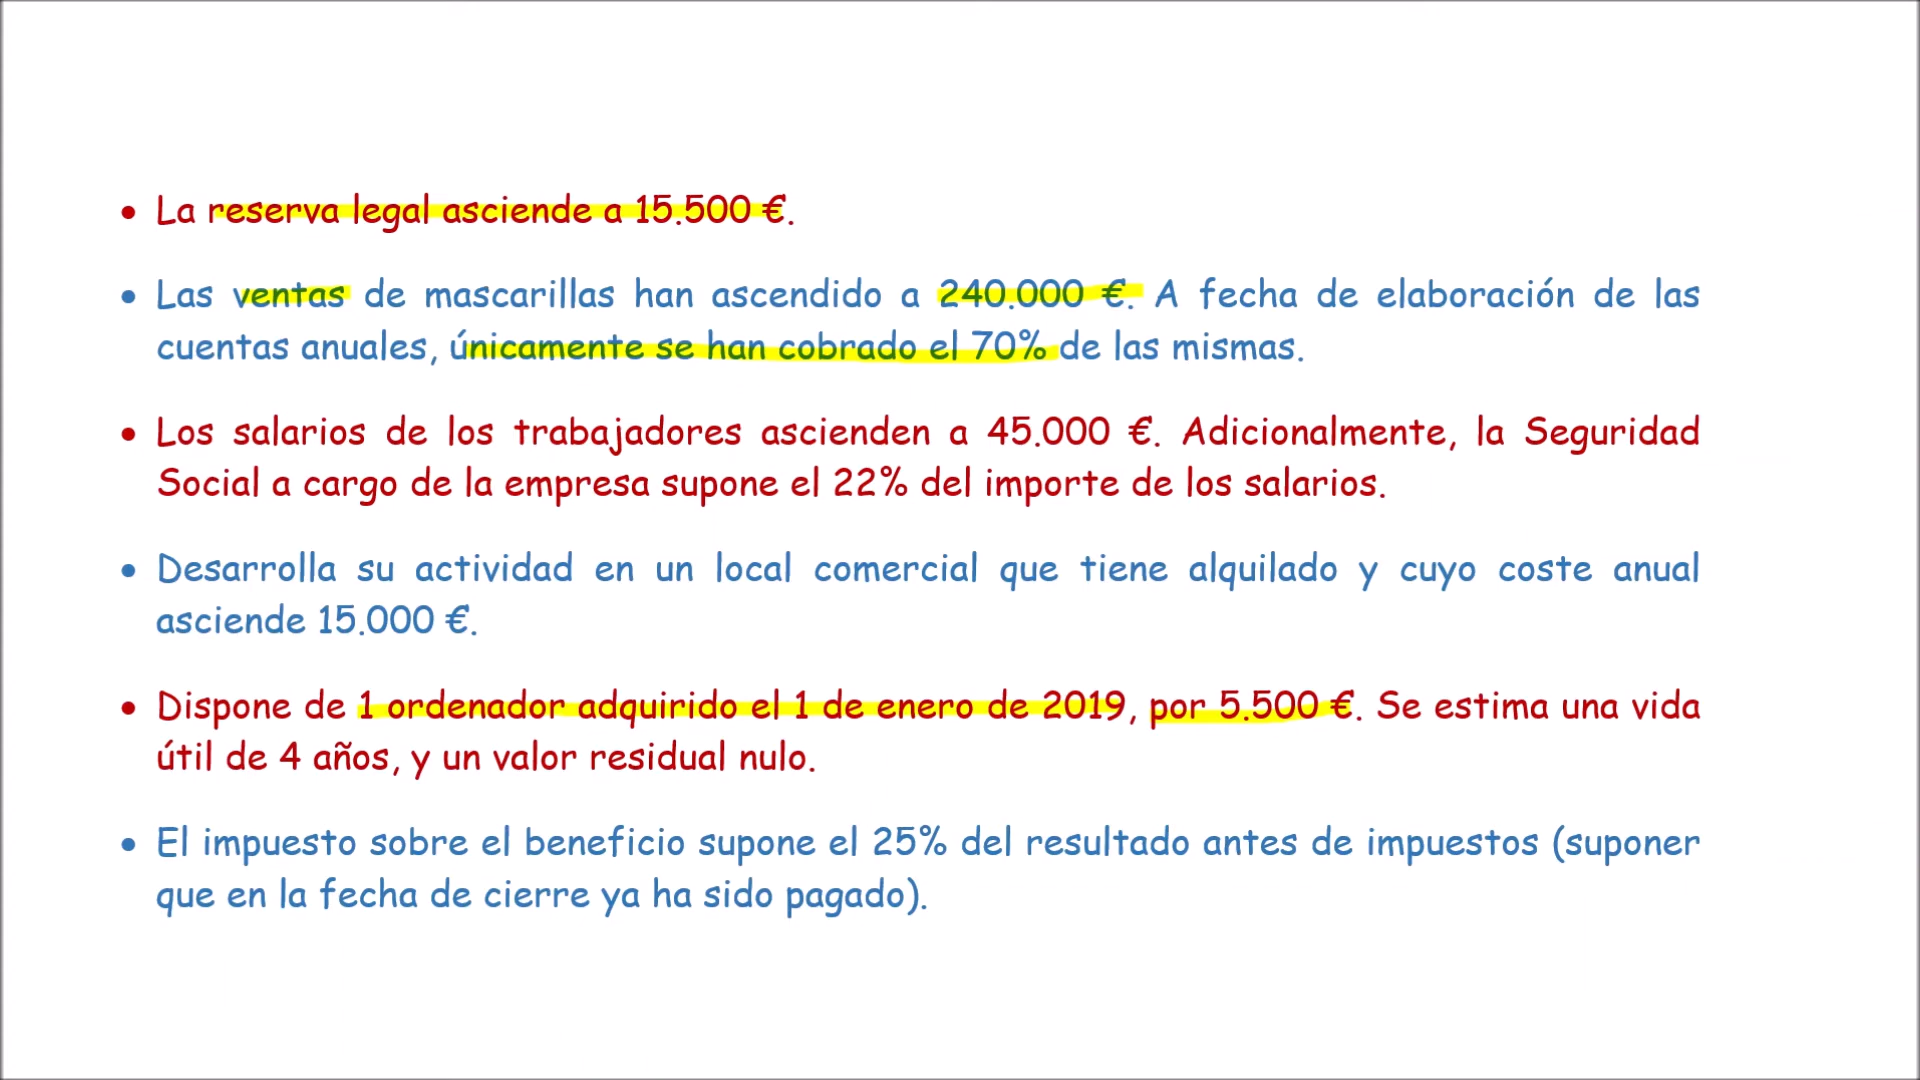 • La reserva legal asciende a 15.500 €.
• Las ventas de mascarillas han ascendido a 240.000 €. A fecha de elaboración de las
cuentas anuales, únicamente se han cobrado el 70% de las mismas.
• Los salarios de los trabajadores ascienden a 45.000 €. Adicionalmente, la Seguridad
Social a cargo de la empresa supone el 22% del importe de los salarios.
• Desarrolla su actividad en un local comercial que tiene alquilado y cuyo coste anual
asciende 15.000 €.
• Dispone de 1 ordenador adquirido el 1 de enero de 2019, por 5.500 €. Se estima una vida
útil de 4 años, y un valor residual nulo.
• El impuesto sobre el beneficio supone el 25% del resultado antes de impuestos (suponer
que en la fecha de cierre ya ha sido pagado).